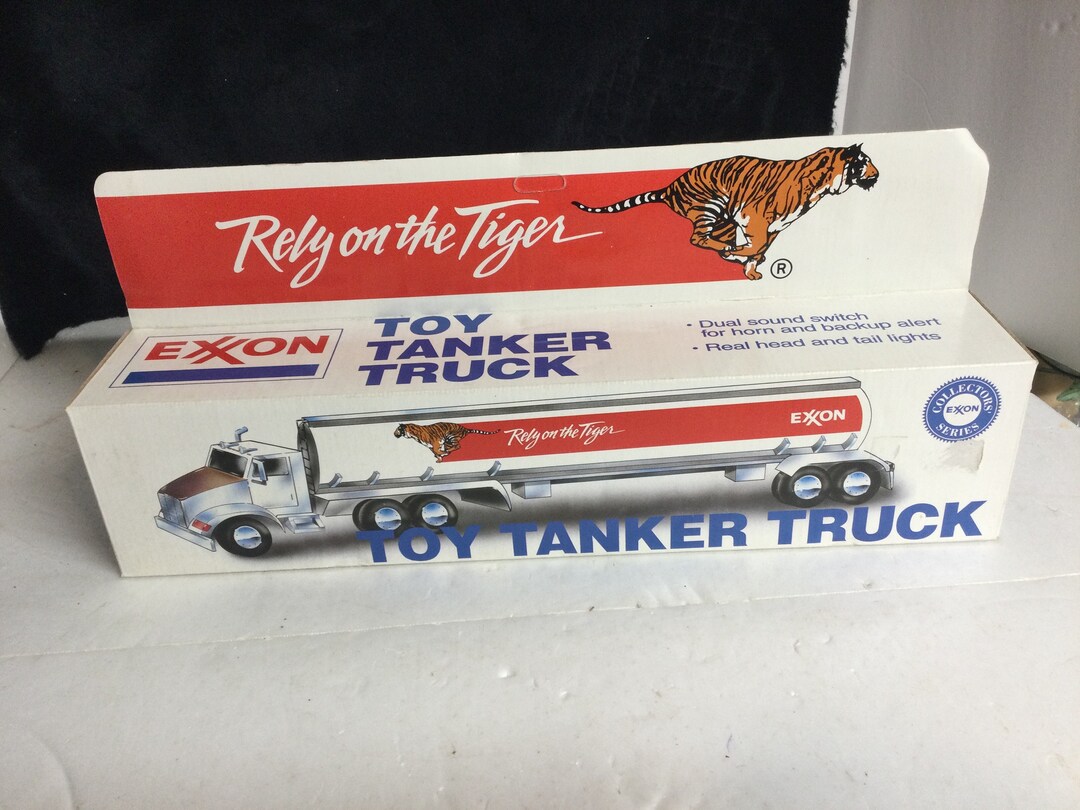 Rely on the Tiger
®
EXXON
TOY
TANKER
TRUCK
• Dual sound switch
for horn and backup alert
• Real head and tail lights
Rely on the Tiger
EXXON
COLLECTORS'
EXXON
SERIES
TOY TANKER TRUCK